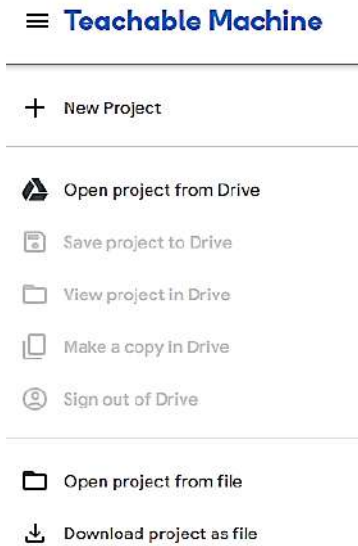 Teachable Machine
New Project
Open project from Drive
Save project to Drive
View project in Drive
Make a copy in Drive
Sign out of Drive
Open project from file
Download project as file